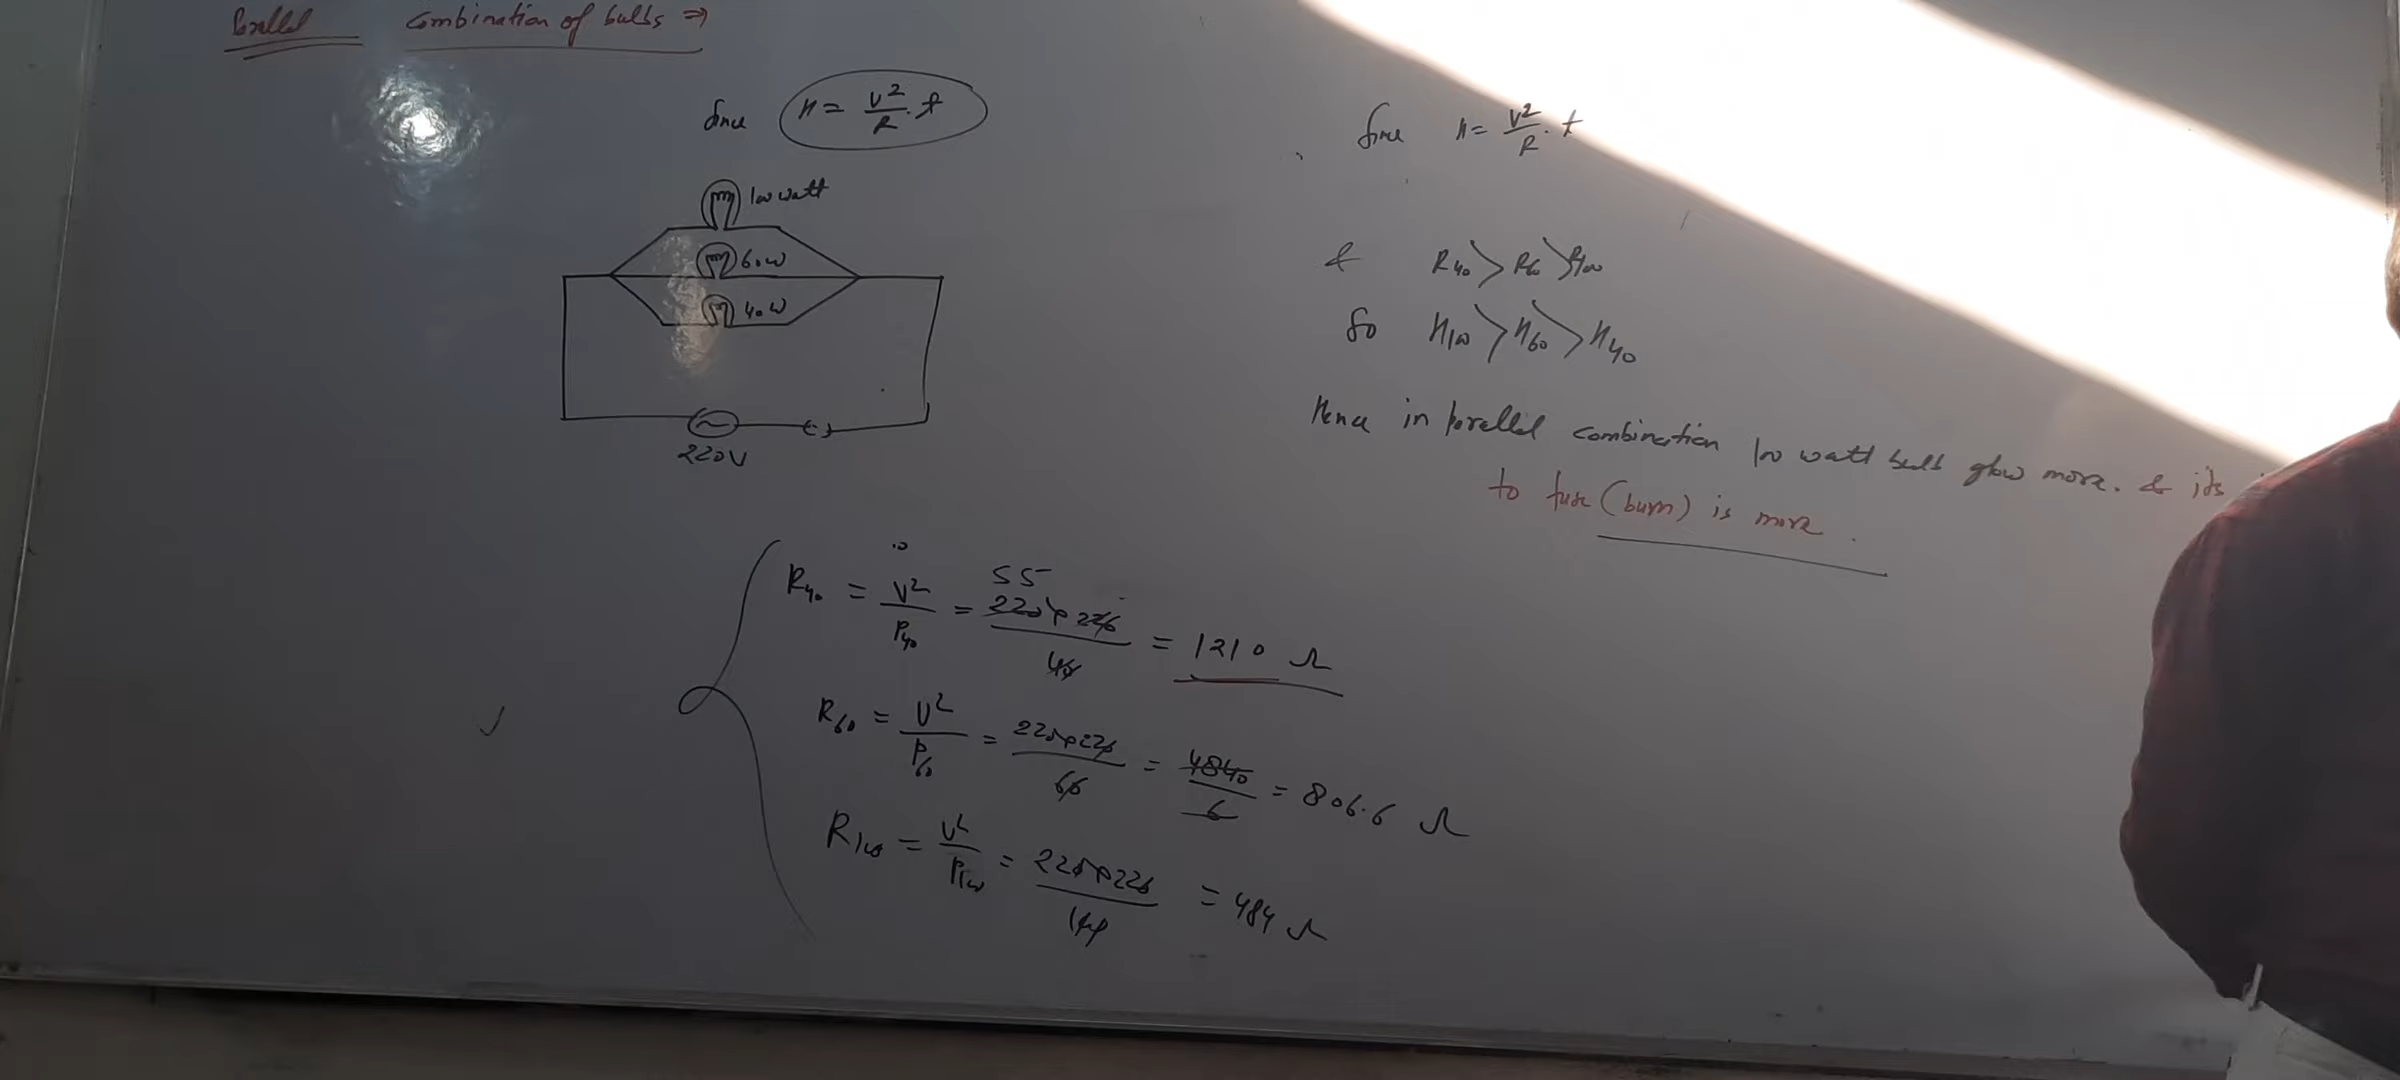 Parallel combination of bulbs ⇒
Since H = V²/R . t
100 watt
60w
40W
220V
Since H = V²/R . t
& R₄₀ > R₆₀ > R₁₀₀
So H₁₀₀ > H₆₀ > H₄₀
Hence in parallel combination 100 watt bulb glow more. & its
to fuse (burn) is more.
R₄₀ = V²/P₄₀ = 220×220/40 = 1210 Ω
55
R₆₀ = V²/P₆₀ = 220×220/60 = 4840/6 = 806.6 Ω
R₁₀₀ = V²/P₁₀₀ = 220×220/100 = 484 Ω